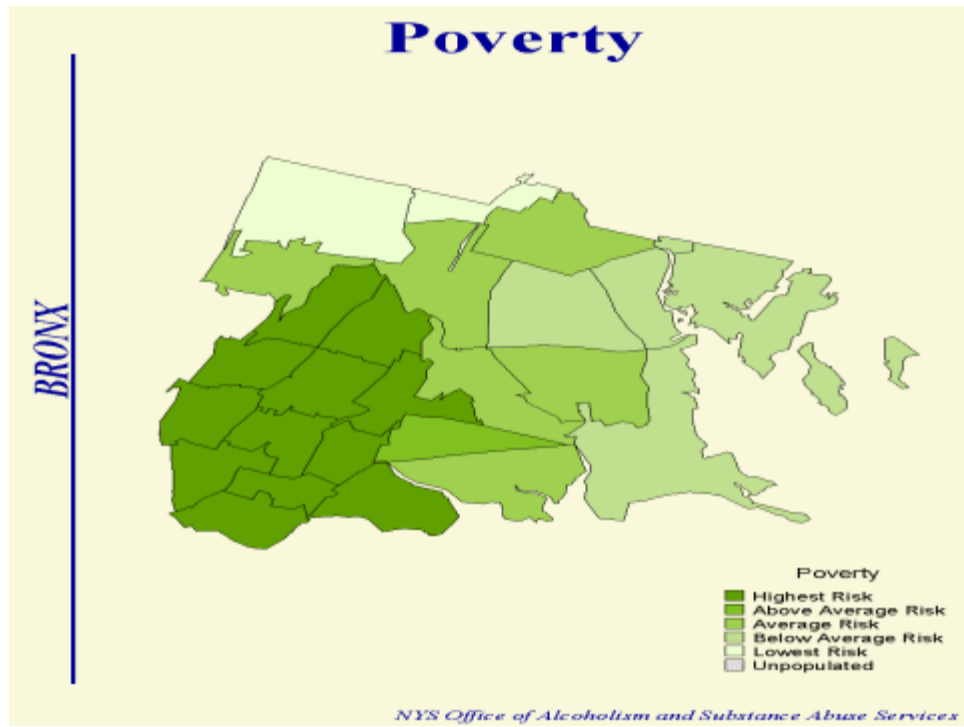 Poverty
BRONX
Poverty
Highest Risk
Above Average Risk
Average Risk
Below Average Risk
Lowest Risk
Unpopulated
NYS Office of Alcoholism and Substance Abuse Services